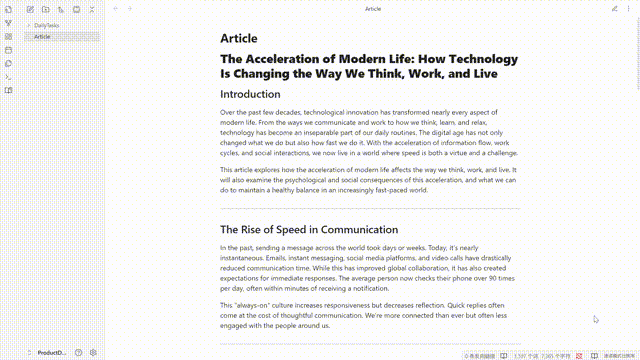 Article
DailyTasks
Article
Article
The Acceleration of Modern Life: How Technology
Is Changing the Way We Think, Work, and Live
Introduction
Over the past few decades, technological innovation has transformed nearly every aspect of
modern life. From the ways we communicate and work to how we think, learn, and relax,
technology has become an inseparable part of our daily routines. The digital age has not only
changed what we do but also how fast we do it. With the acceleration of information flow, work
cycles, and social interactions, we now live in a world where speed is both a virtue and a challenge.
This article explores how the acceleration of modern life affects the way we think, work, and live. It
will also examine the psychological and social consequences of this acceleration, and what we can
do to maintain a healthy balance in an increasingly fast-paced world.
The Rise of Speed in Communication
In the past, sending a message across the world took days or weeks. Today, it's nearly
instantaneous. Emails, instant messaging, social media platforms, and video calls have drastically
reduced communication time. While this has improved global collaboration, it has also created
expectations for immediate responses. The average person now checks their phone over 90 times
per day, often within minutes of receiving a notification.
This "always-on" culture increases responsiveness but decreases reflection. Quick replies often
come at the cost of thoughtful communication. We're more connected than ever but often less
engaged with the people around us.
ProductD...